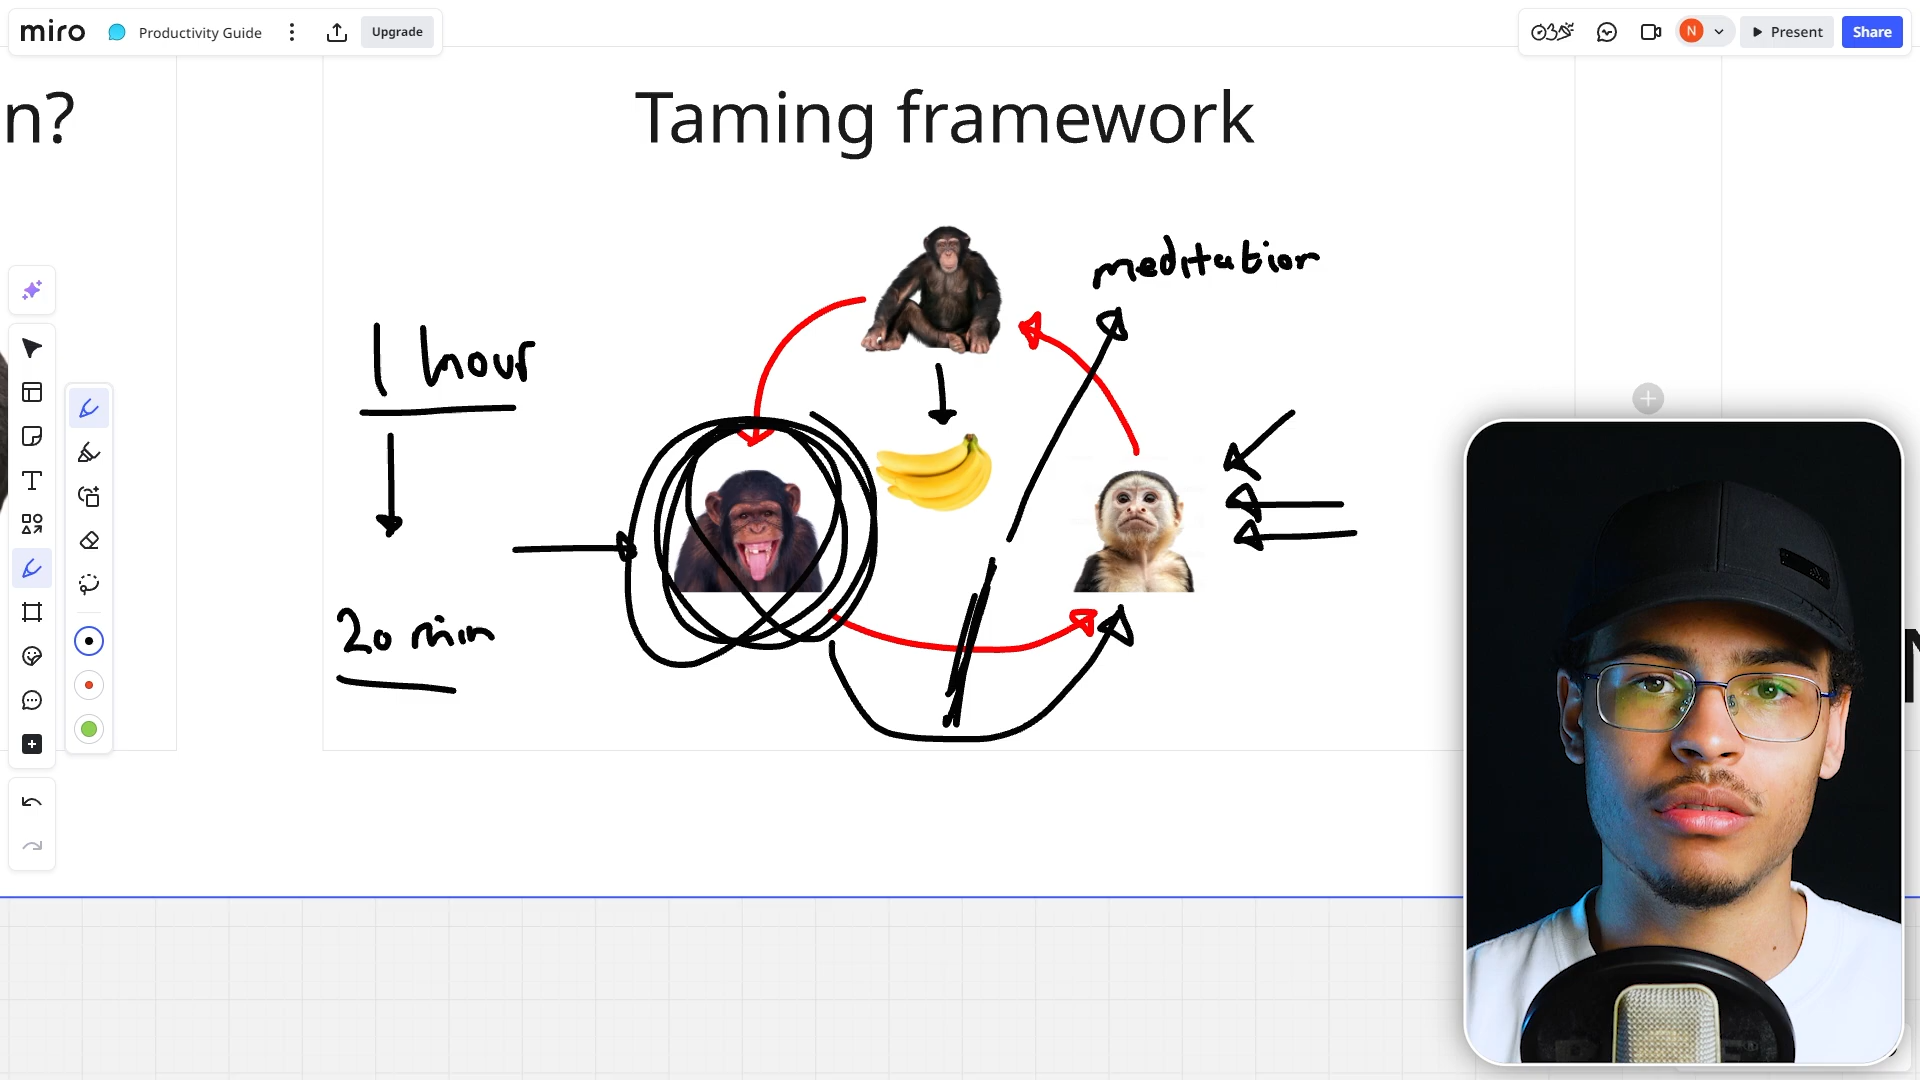 miro
Productivity Guide
Upgrade
N
Present
Share
n?
Taming framework
meditation
1 hour
20 min